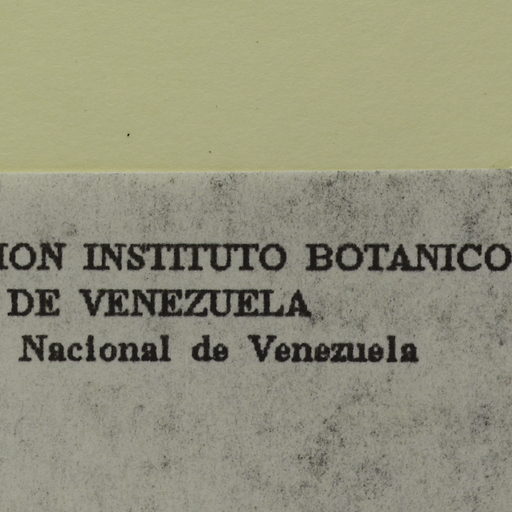 ION INSTITUTO BOTANICO
DE VENEZUELA
Nacional de Venezuela